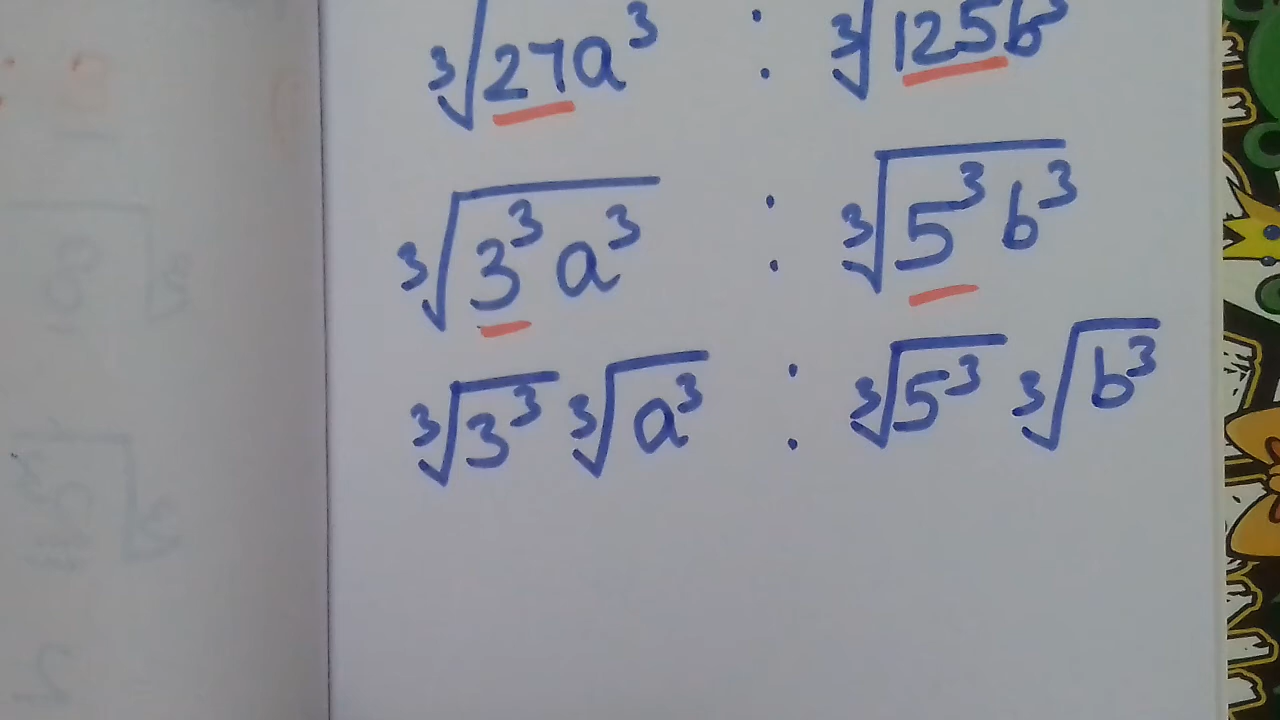 ∛27a³ : ∛125b³
∛3³a³ : ∛5³b³
∛3³ ∛a³ : ∛5³ ∛b³